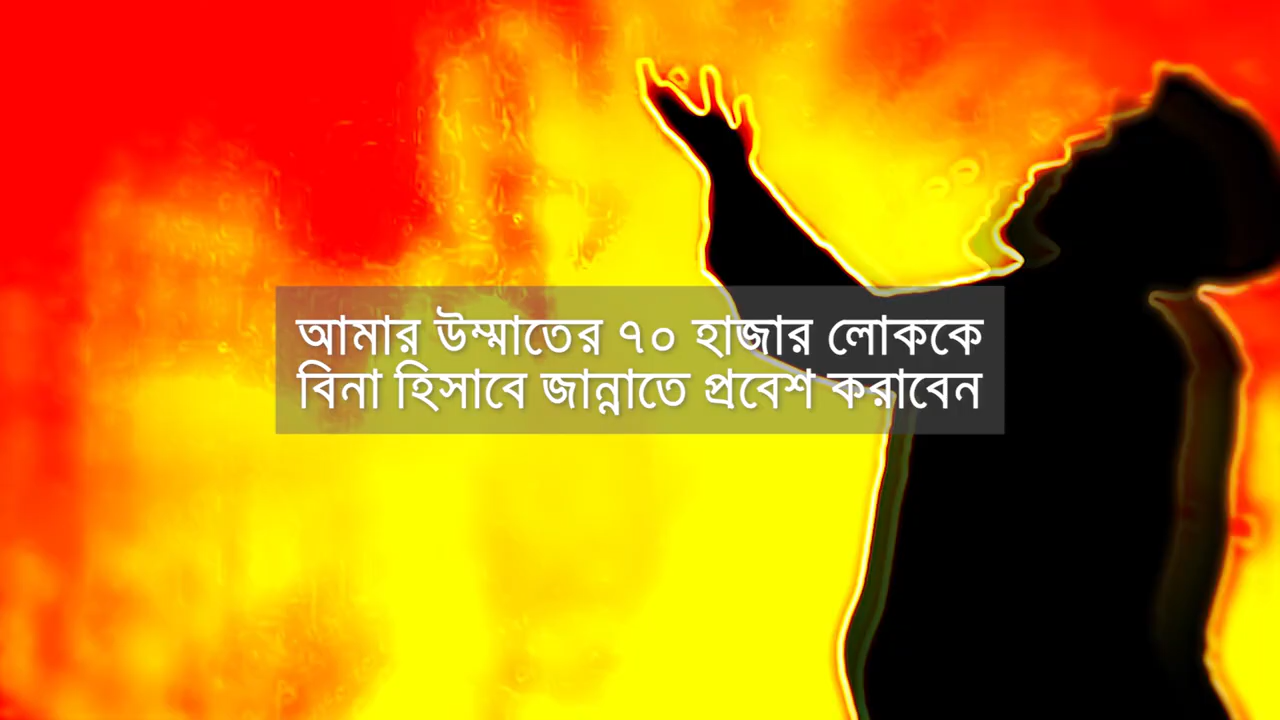 আমার উম্মাতের ৭০ হাজার লোককে
বিনা হিসাবে জান্নাতে প্রবেশ করাবেন